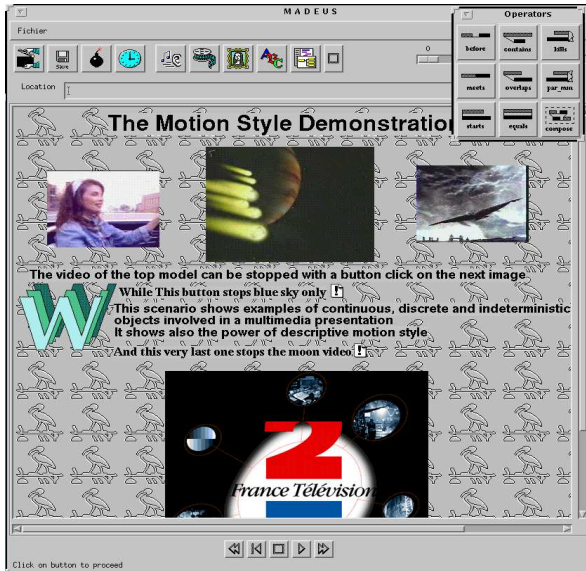 MADEUS
Operators
Fichier
Save
0
before
contains
kills
meets
overlaps
par_min
starts
equals
compose
Location
The Motion Style Demonstration
The video of the top model can be stopped with a button click on the next image
While This button stops blue sky only !
This scenario shows examples of continuous, discrete and indeterministic
objects involved in a multimedia presentation
It shows also the power of descriptive motion style
And this very last one stops the moon video !
W
2
France Télévision
Click on button to proceed